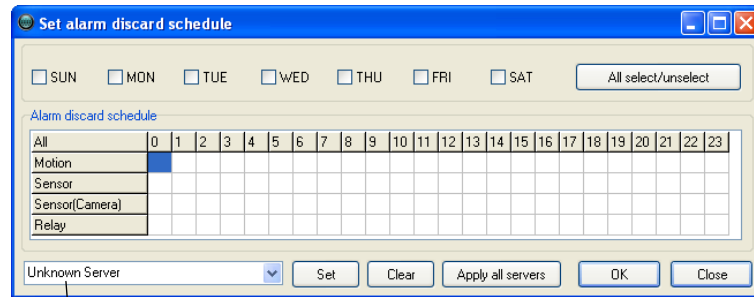 Set alarm discard schedule
SUN MON TUE WED THU FRI SAT All select/unselect
Alarm discard schedule
All 0 1 2 3 4 5 6 7 8 9 10 11 12 13 14 15 16 17 18 19 20 21 22 23
Motion
Sensor
Sensor(Camera)
Relay
Unknown Server Set Clear Apply all servers OK Close